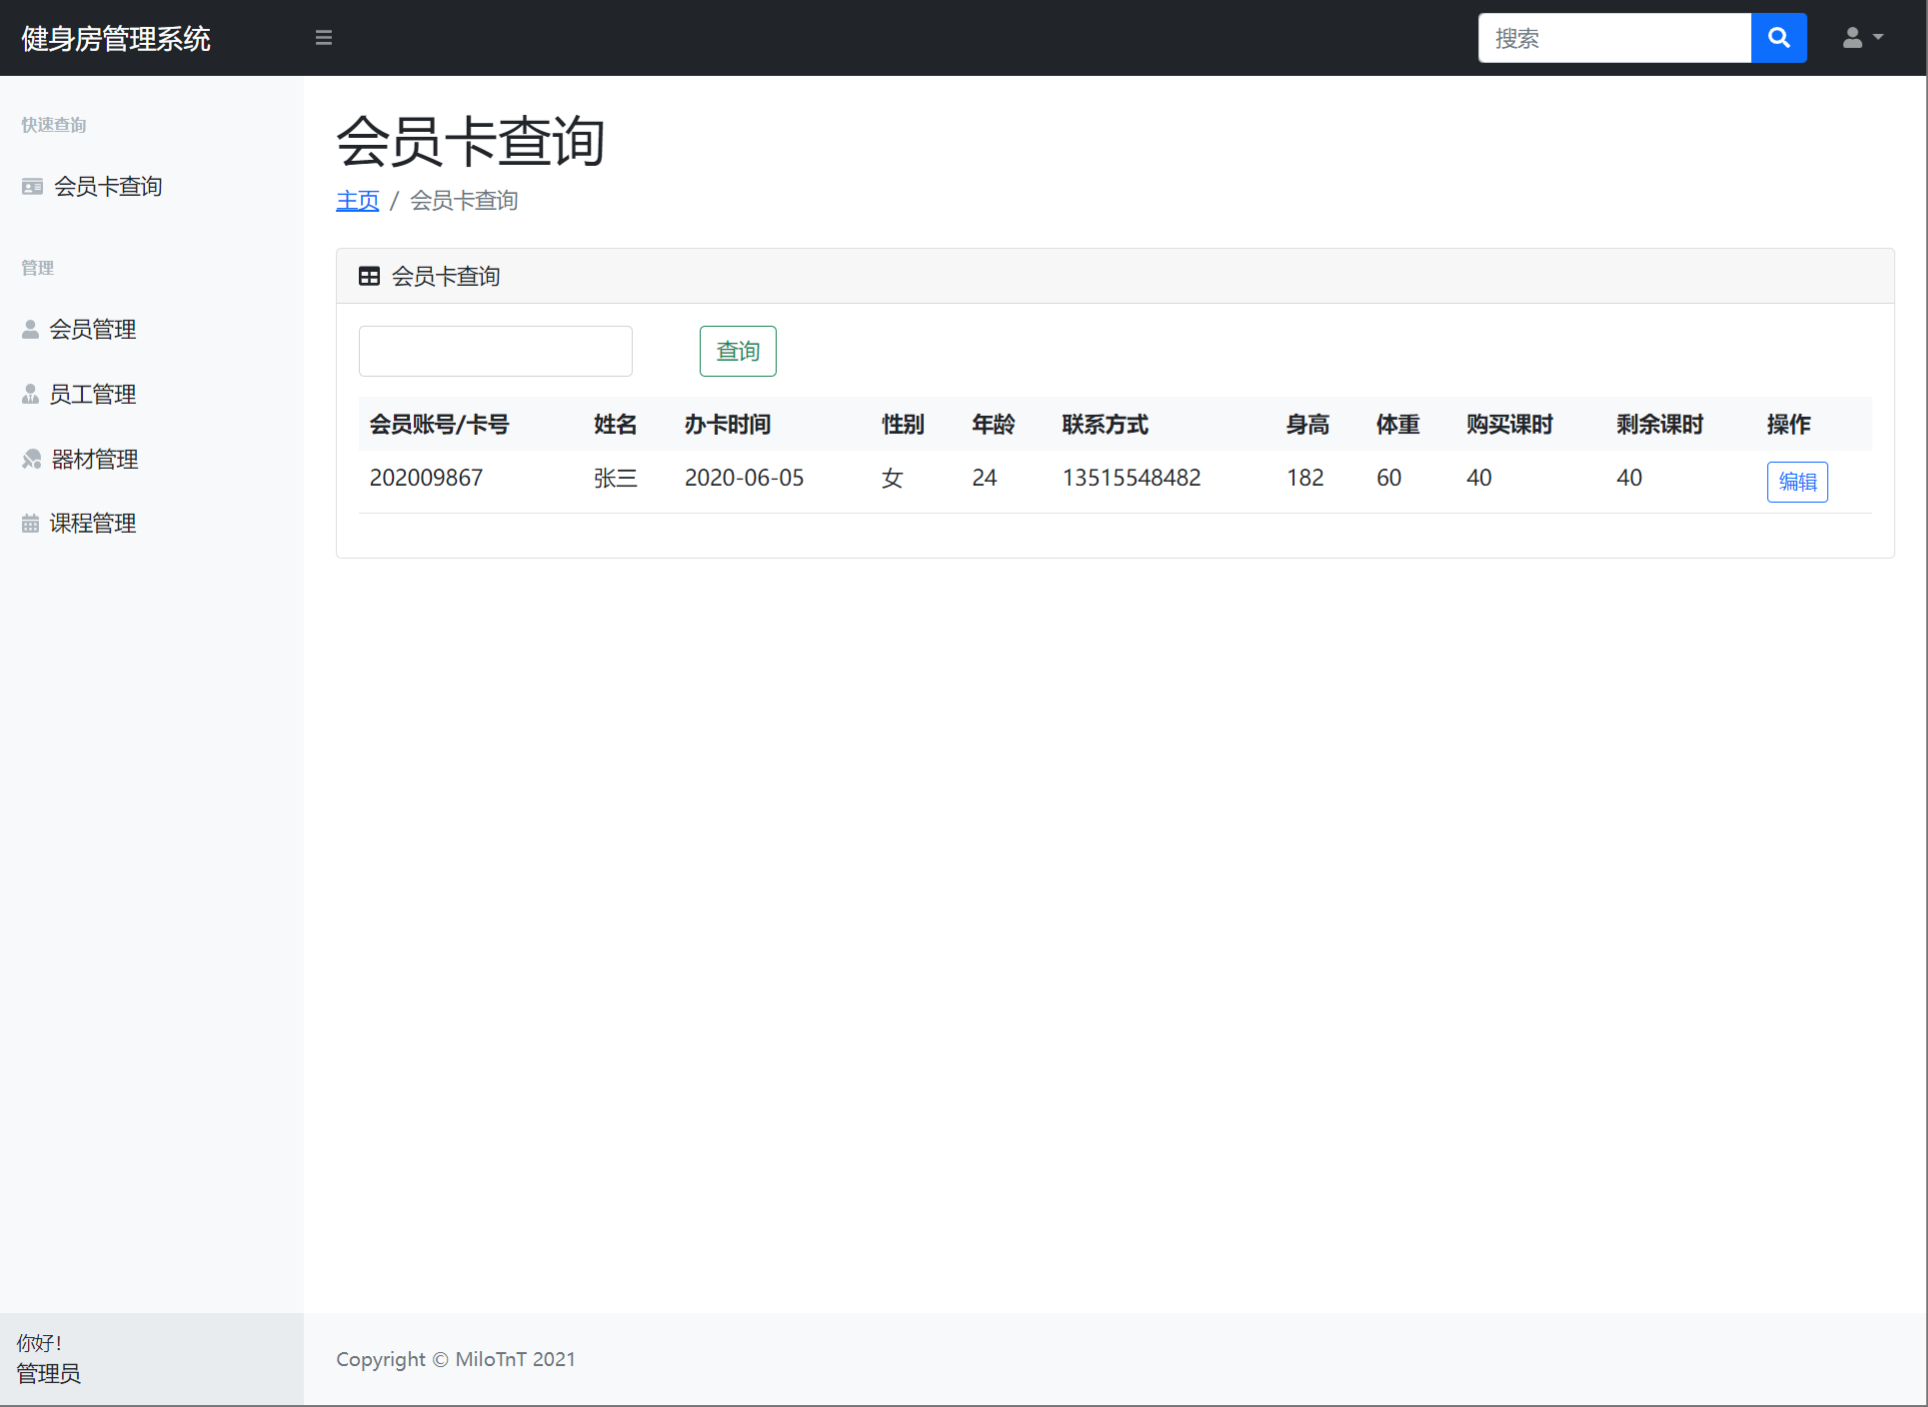 健身房管理系统
搜索
快速查询
会员卡查询
管理
会员管理
员工管理
器材管理
课程管理
会员卡查询
主页 / 会员卡查询
会员卡查询
查询
会员账号/卡号 姓名 办卡时间 性别 年龄 联系方式 身高 体重 购买课时 剩余课时 操作
202009867 张三 2020-06-05 女 24 13515548482 182 60 40 40 编辑
你好!
管理员
Copyright © MiloTnT 2021